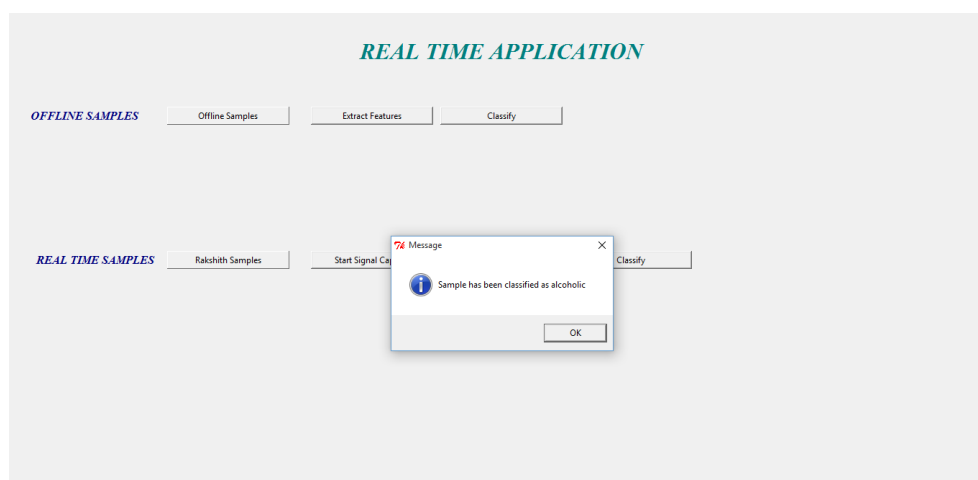 REAL TIME APPLICATION
OFFLINE SAMPLES Offline Samples Extract Features Classify
Message
REAL TIME SAMPLES Rakshith Samples Start Signal Classify
Sample has been classified as alcoholic
OK